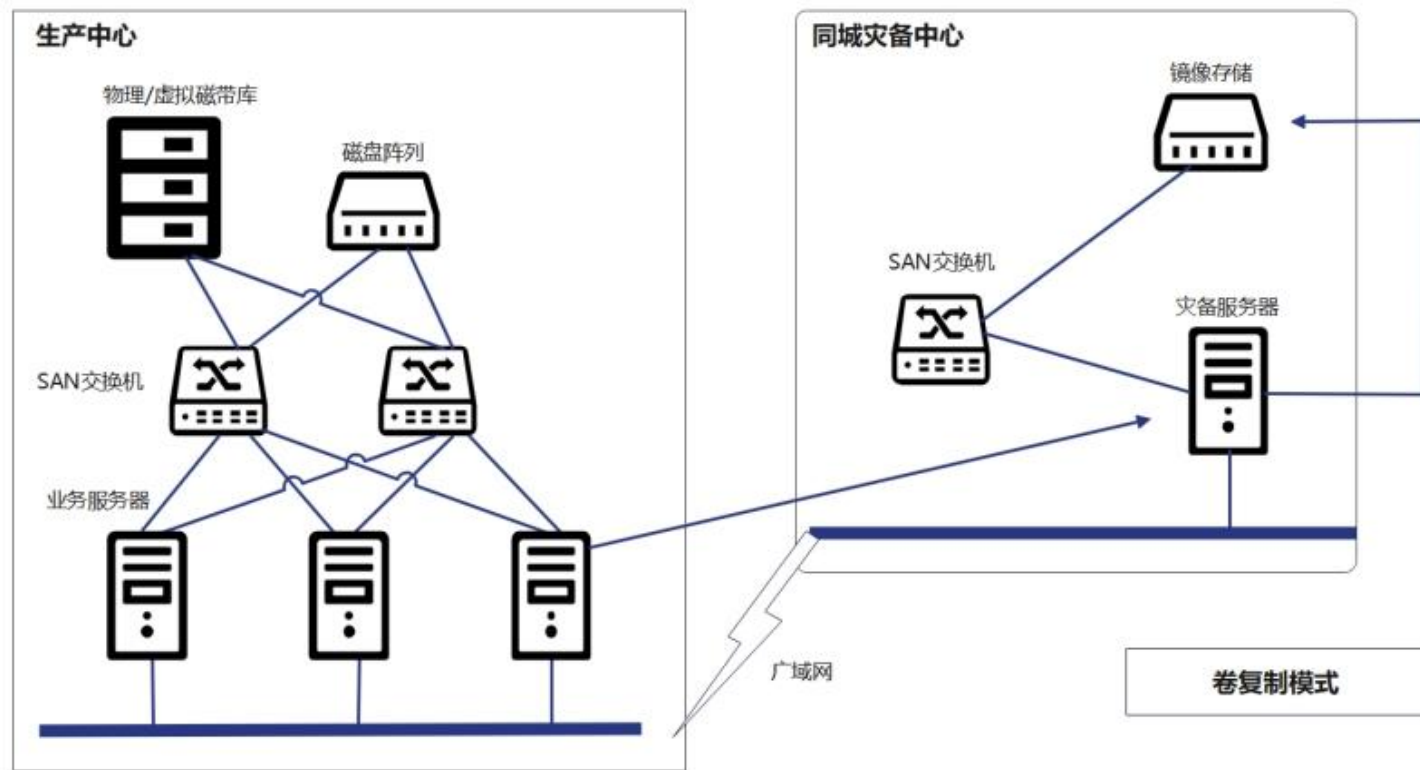 生产中心
物理/虚拟磁带库
磁盘阵列
SAN交换机
业务服务器
同城灾备中心
镜像存储
SAN交换机
灾备服务器
广域网
卷复制模式